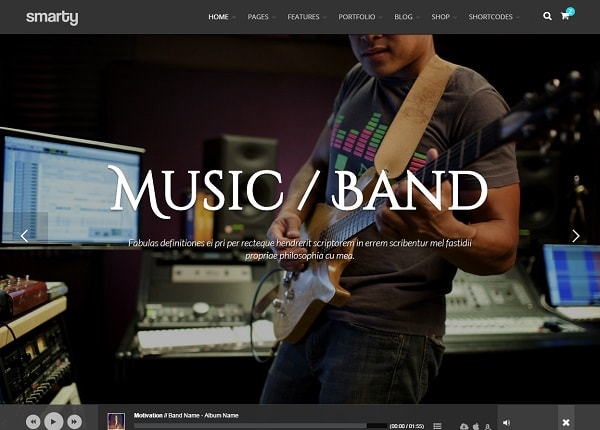 smarty
HOME PAGES FEATURES PORTFOLIO BLOG SHOP SHORTCODES
2
MUSIC / BAND
Fabulas definitiones ei pri per recteque hendrerit scriptorem in errem scribentur mel fastidii
propriae philosophia cu mea.
Motivation // Band Name - Album Name
(00:00 / 01:55)